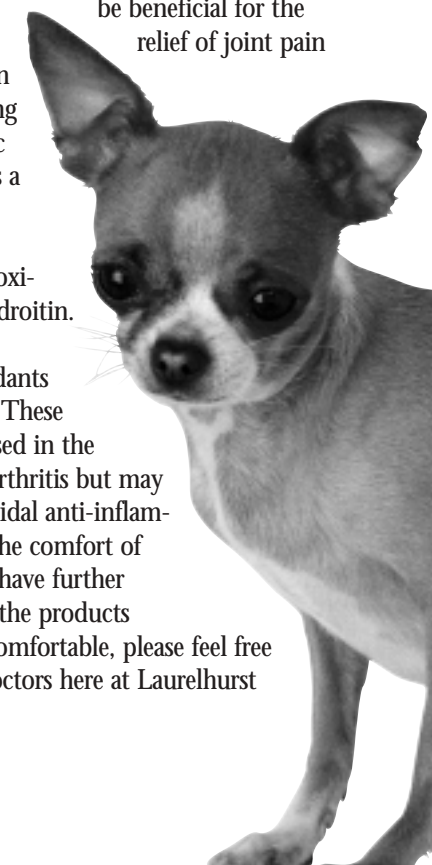 be beneficial for the
relief of joint pain
n
ng
c
s a
oxi-
droitin.
dants
These
sed in the
rthritis but may
idal anti-inflam-
he comfort of
have further
the products
omfortable, please feel free
octors here at Laurelhurst